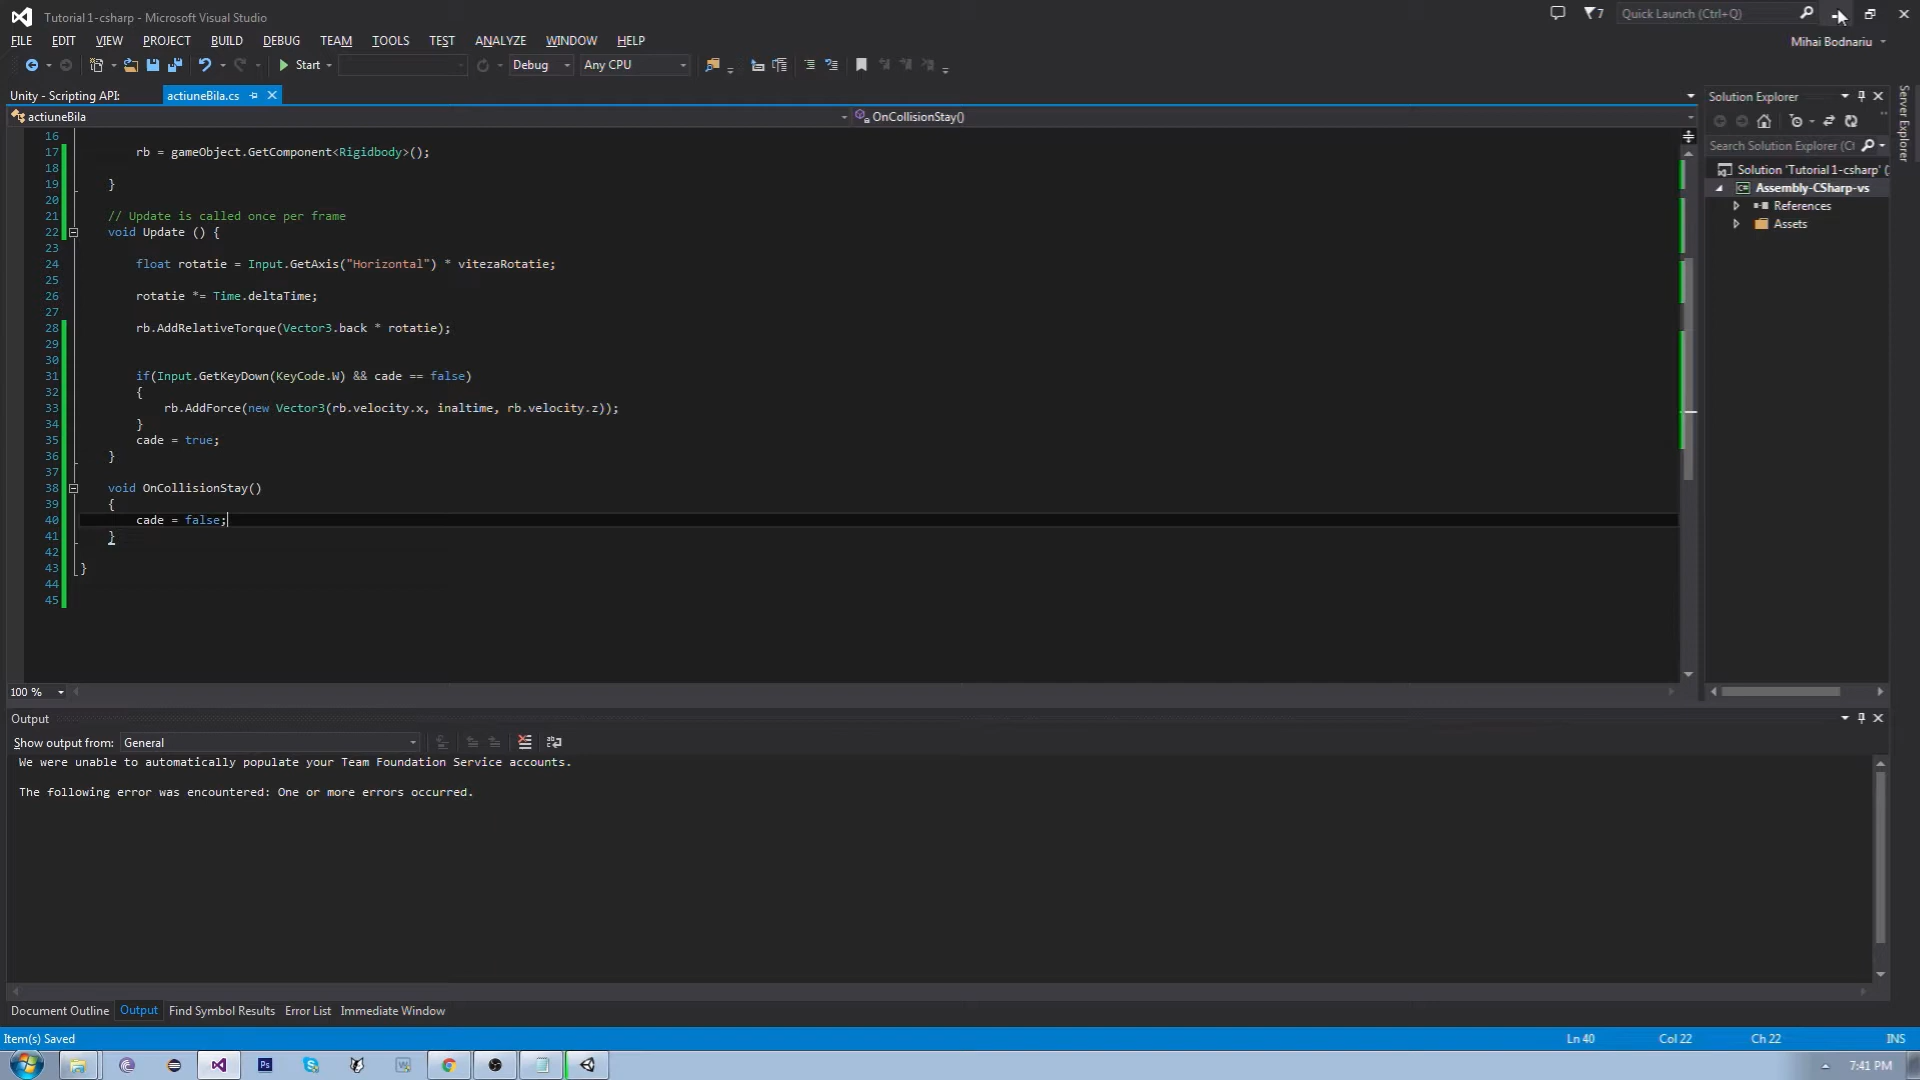 Tutorial 1-csharp - Microsoft Visual Studio
7
Quick Launch (Ctrl+Q)
FILE EDIT VIEW PROJECT BUILD DEBUG TEAM TOOLS TEST ANALYZE WINDOW HELP
Mihai Bodnariu
Start
Debug
Any CPU
Unity - Scripting API:
actiuneBila.cs
actiuneBila
OnCollisionStay()
16
17 rb = gameObject.GetComponent<Rigidbody>();
18
19 }
20
21 // Update is called once per frame
22 void Update () {
23
24 float rotatie = Input.GetAxis("Horizontal") * vitezaRotatie;
25
26 rotatie *= Time.deltaTime;
27
28 rb.AddRelativeTorque(Vector3.back * rotatie);
29
30
31 if(Input.GetKeyDown(KeyCode.W) && cade == false)
32 {
33 rb.AddForce(new Vector3(rb.velocity.x, inaltime, rb.velocity.z));
34 }
35 cade = true;
36 }
37
38 void OnCollisionStay()
39 {
40 cade = false;
41 }
42
43 }
44
45
100 %
Solution Explorer
Search Solution Explorer (Ct
Solution 'Tutorial 1-csharp' (
Assembly-CSharp-vs
References
Assets
Server Explorer
Output
Show output from: General
We were unable to automatically populate your Team Foundation Service accounts.
The following error was encountered: One or more errors occurred.
Document Outline Output Find Symbol Results Error List Immediate Window
Item(s) Saved
Ln 40 Col 22 Ch 22 INS
Ps
7:41 PM